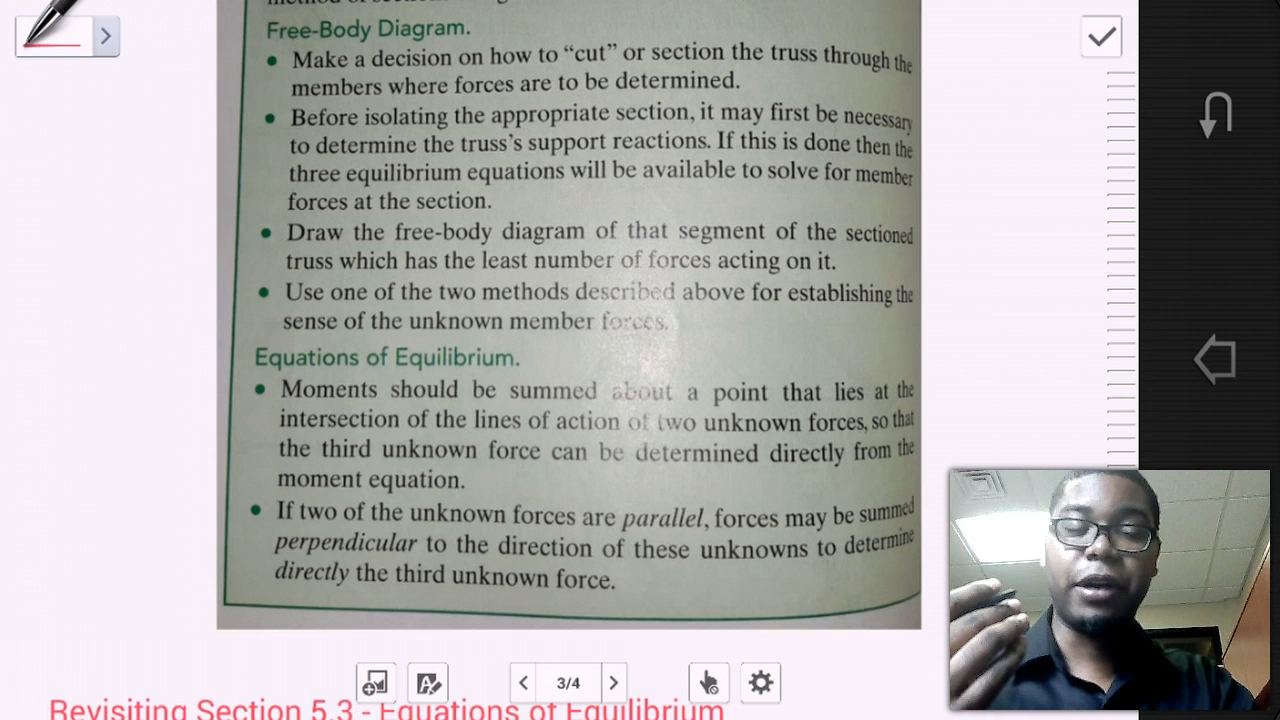 Free-Body Diagram.
• Make a decision on how to “cut” or section the truss through the
members where forces are to be determined.
• Before isolating the appropriate section, it may first be necessary
to determine the truss’s support reactions. If this is done then the
three equilibrium equations will be available to solve for member
forces at the section.
• Draw the free-body diagram of that segment of the sectioned
truss which has the least number of forces acting on it.
• Use one of the two methods described above for establishing the
sense of the unknown member forces.
Equations of Equilibrium.
• Moments should be summed about a point that lies at the
intersection of the lines of action of two unknown forces, so that
the third unknown force can be determined directly from the
moment equation.
• If two of the unknown forces are parallel, forces may be summed
perpendicular to the direction of these unknowns to determine
directly the third unknown force.
3/4
Revisiting Section 5.3 - Equations of Equilibrium